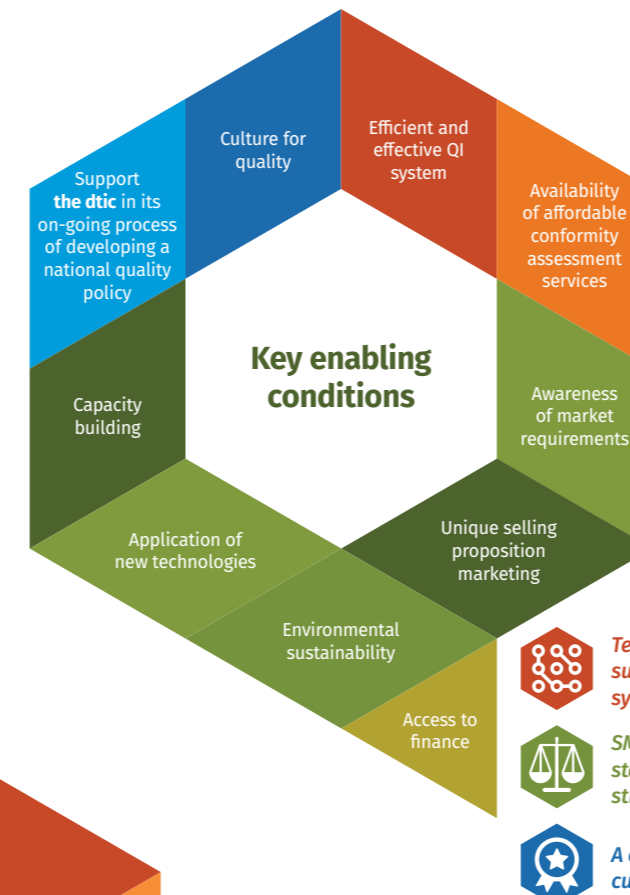 Culture for
quality
Efficient and
effective QI
system
Support
the dtic in its
on-going process
of developing a
national quality
policy
Availability
of affordable
conformity
assessment
services
Key enabling
conditions
Capacity
building
Awareness
of market
requirements
Application of
new technologies
Unique selling
proposition
marketing
Environmental
sustainability
Access to
finance
A